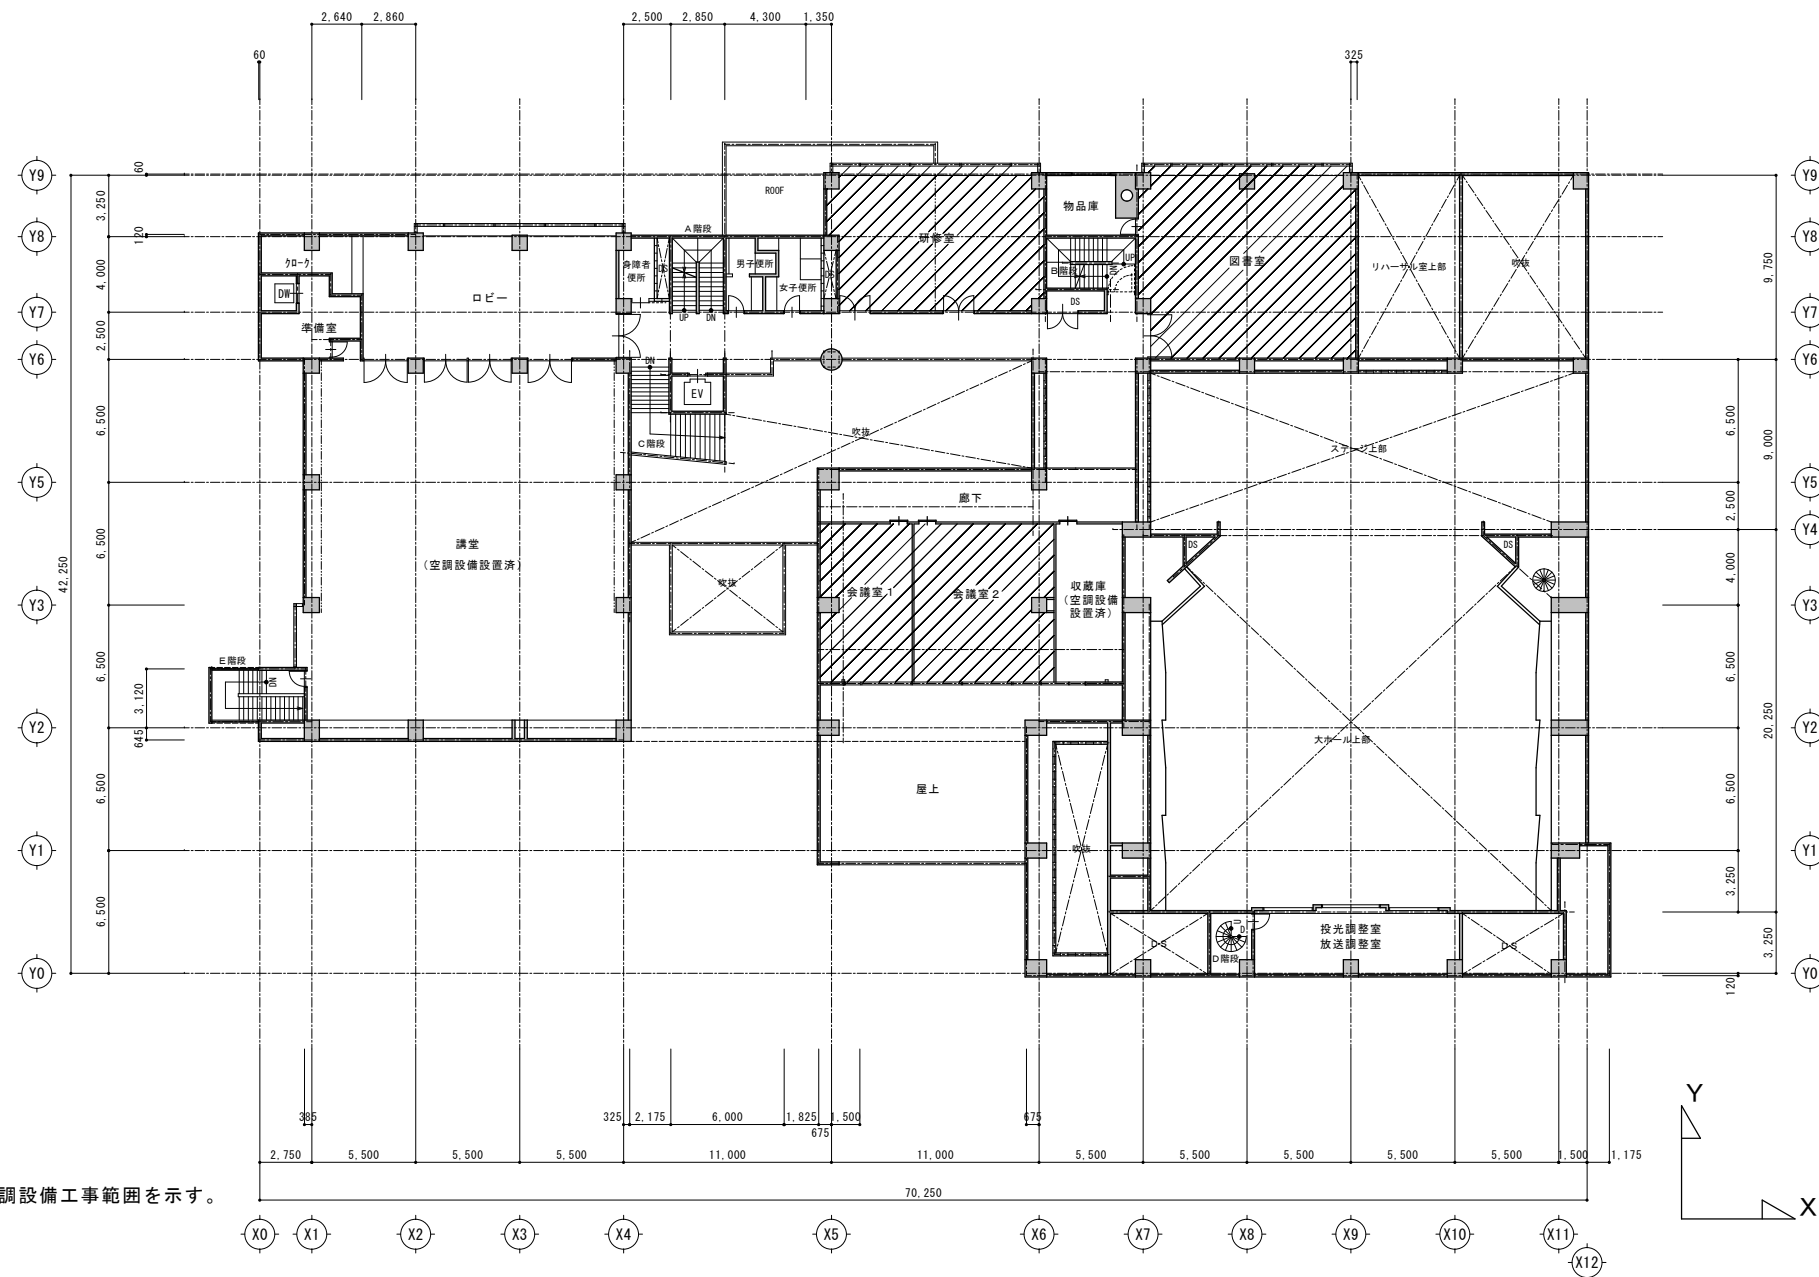 2,640
2,860
2,500
2,850
4,300
1,350
60
325
Y9
60
3,250
ROOF
物品庫
Y9
Y8
120
A階段
研修室
Y8
クローク
身障者
便所
DS
男子便所
女子便所
DS
B階段
UP
図書室
リハーサル室上部
吹抜
9,750
4,000
DW
ロビー
DS
Y7
準備室
UP
DN
Y7
2,500
Y6
DN
Y6
EV
6,500
C階段
吹抜
ステージ上部
6,500
9,000
Y5
廊下
Y5
2,500
Y4
講堂
(空調設備設置済)
DS
DS
6,500
42,250
吹抜
会議室1
会議室2
収蔵庫
(空調設備
設置済)
4,000
Y3
Y3
E階段
DN
6,500
3,120
6,500
Y2
645
大ホール上部
20,250
Y2
屋上
6,500
6,500
Y1
吹抜
Y1
3,250
6,500
D・S
U
D
D階段
投光調整室
放送調整室
D・S
3,250
Y0
120
Y0
385
325
2,175
6,000
1,825
675
1,500
675
2,750
5,500
5,500
5,500
11,000
11,000
5,500
5,500
5,500
5,500
5,500
1,500
1,175
70,250
調設備工事範囲を示す。
Y
X
X0
X1
X2
X3
X4
X5
X6
X7
X8
X9
X10
X11
X12